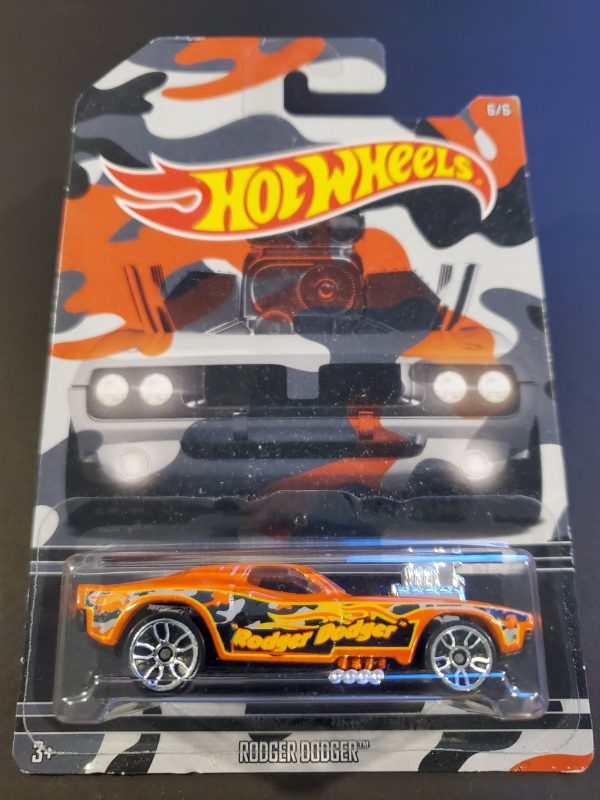 6/6
HOT WHEELS®
"Rodger Dodger"
3+
RODGER DODGER™